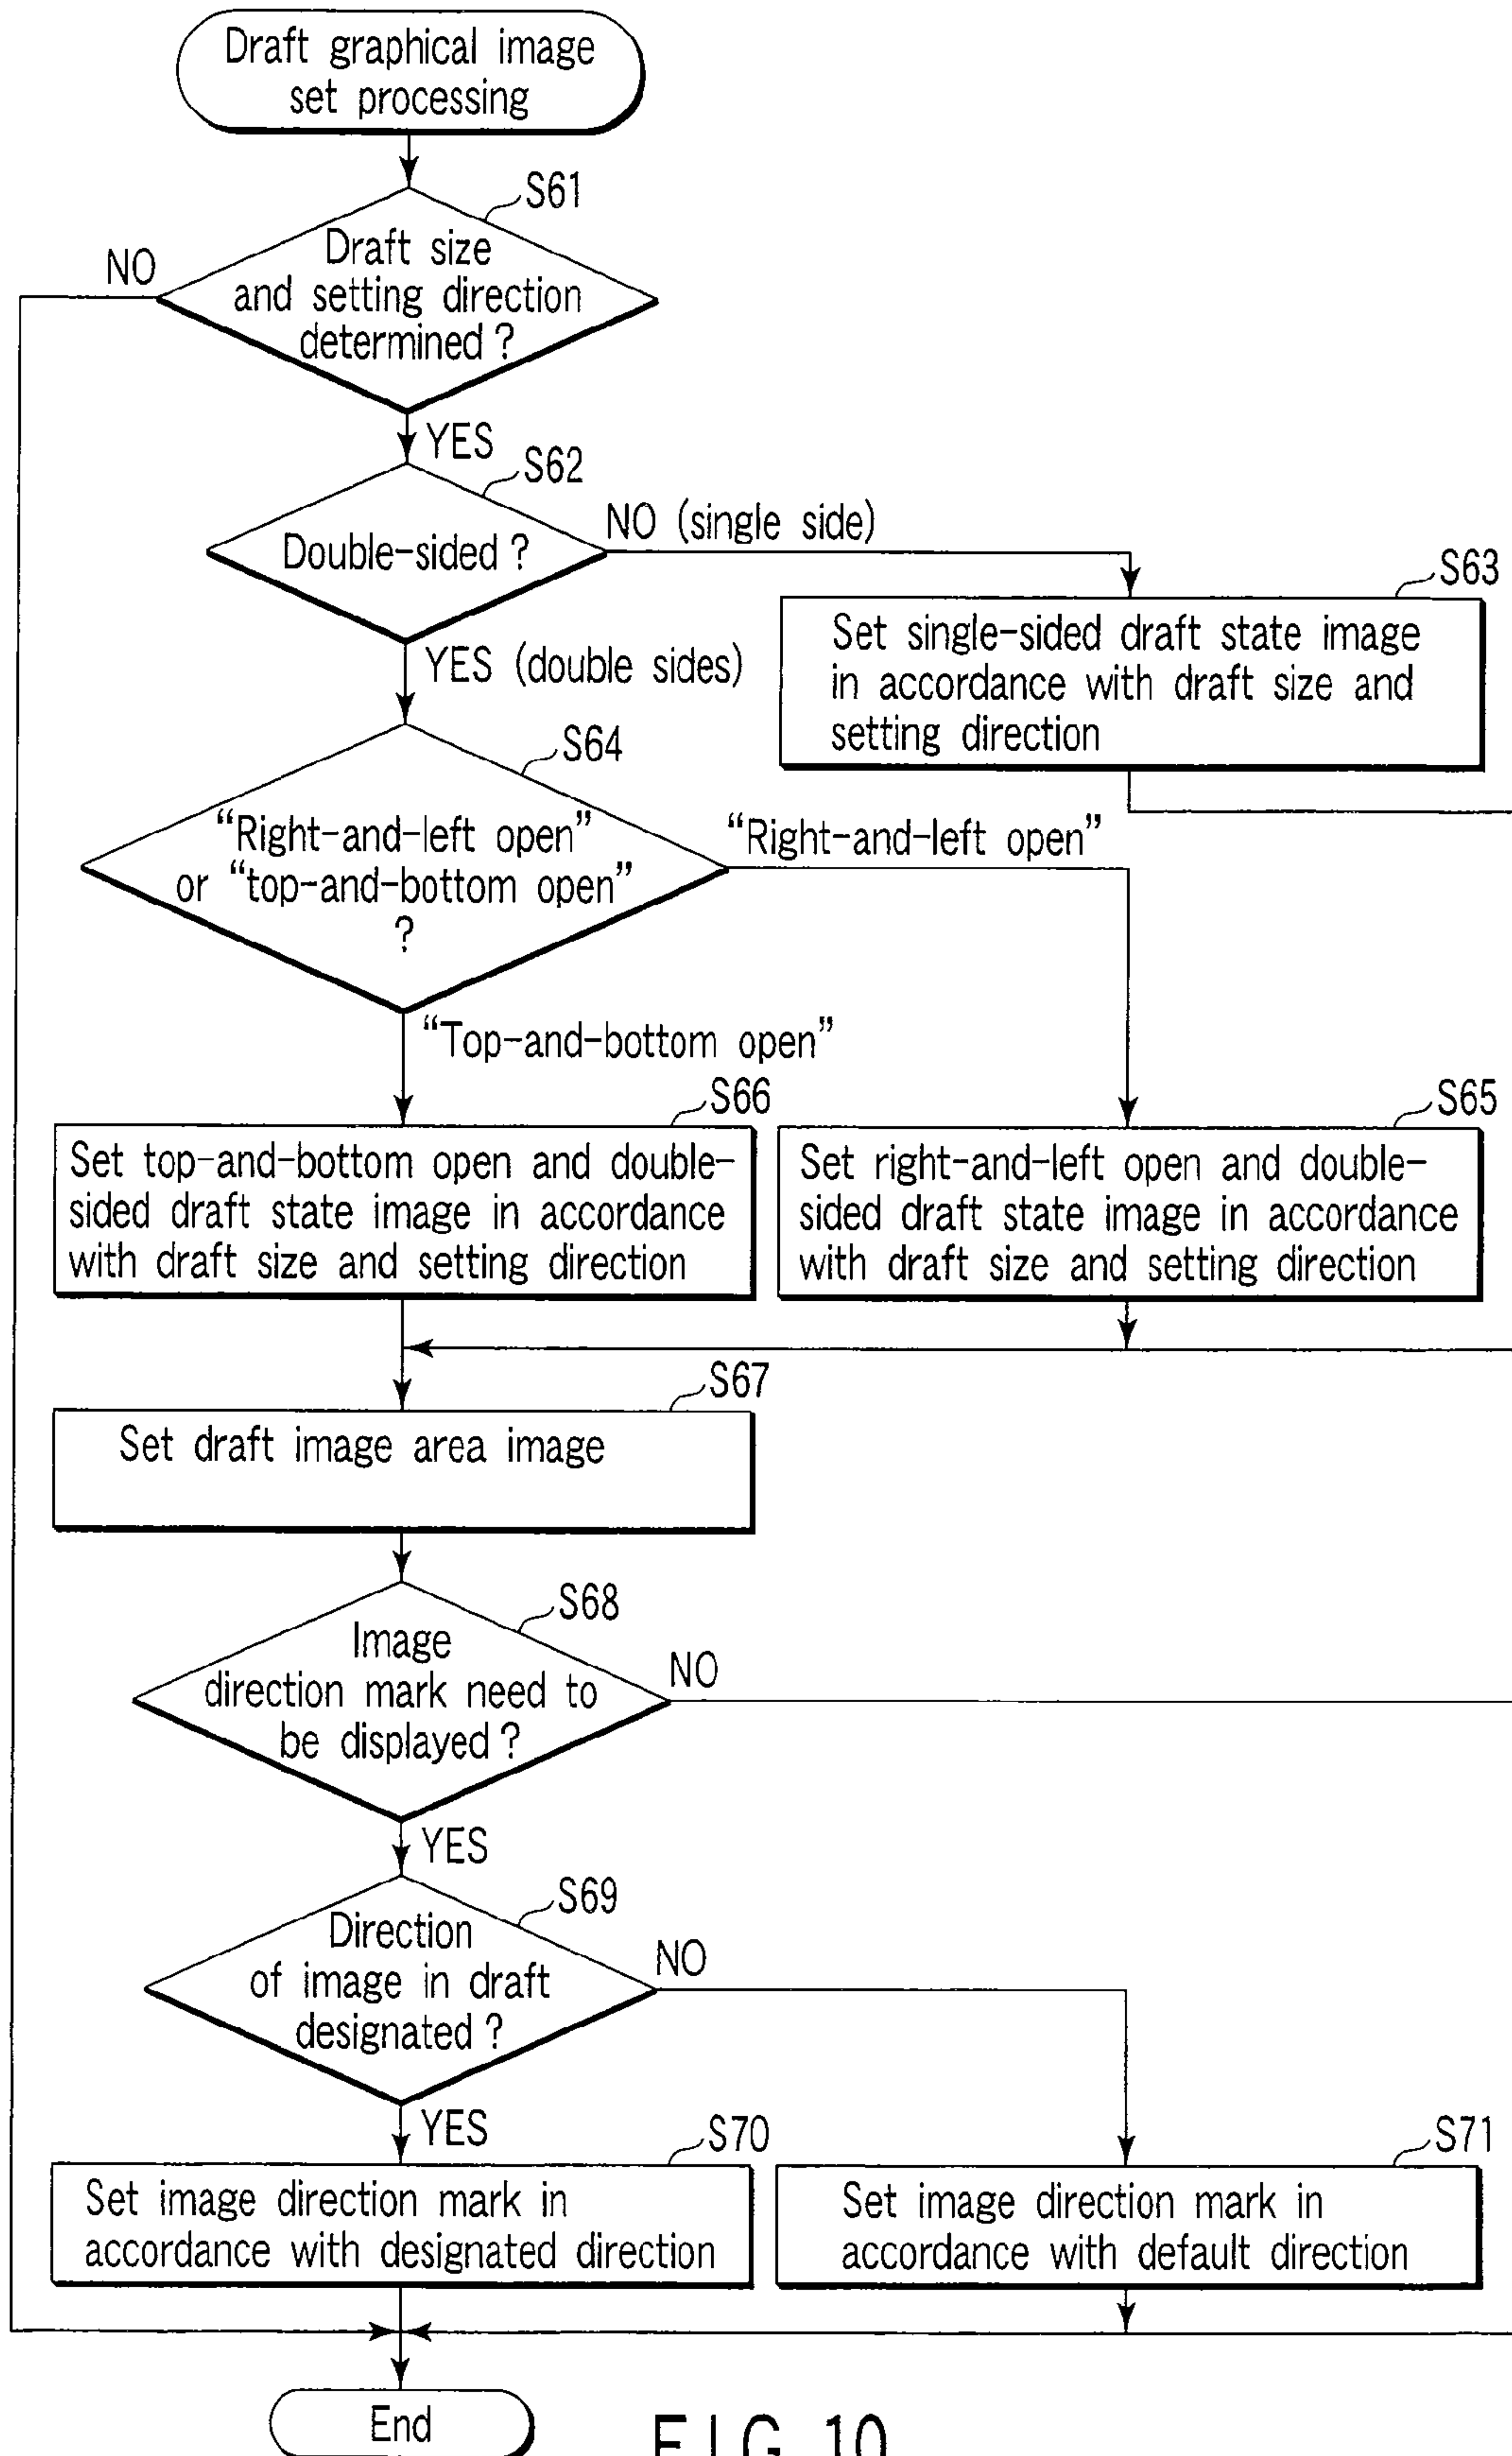 Draft graphical image
set processing
S61
Draft size
and setting direction
determined ?
NO
YES
S62
Double-sided ?
NO (single side)
S63
Set single-sided draft state image
in accordance with draft size and
setting direction
YES (double sides)
S64
“Right-and-left open”
or “top-and-bottom open”
?
“Right-and-left open”
“Top-and-bottom open”
S66
Set top-and-bottom open and double-
sided draft state image in accordance
with draft size and setting direction
S65
Set right-and-left open and double-
sided draft state image in accordance
with draft size and setting direction
S67
Set draft image area image
S68
Image
direction mark need to
be displayed ?
NO
YES
S69
Direction
of image in draft
designated ?
NO
YES
S70
Set image direction mark in
accordance with designated direction
S71
Set image direction mark in
accordance with default direction
End
FIG. 10